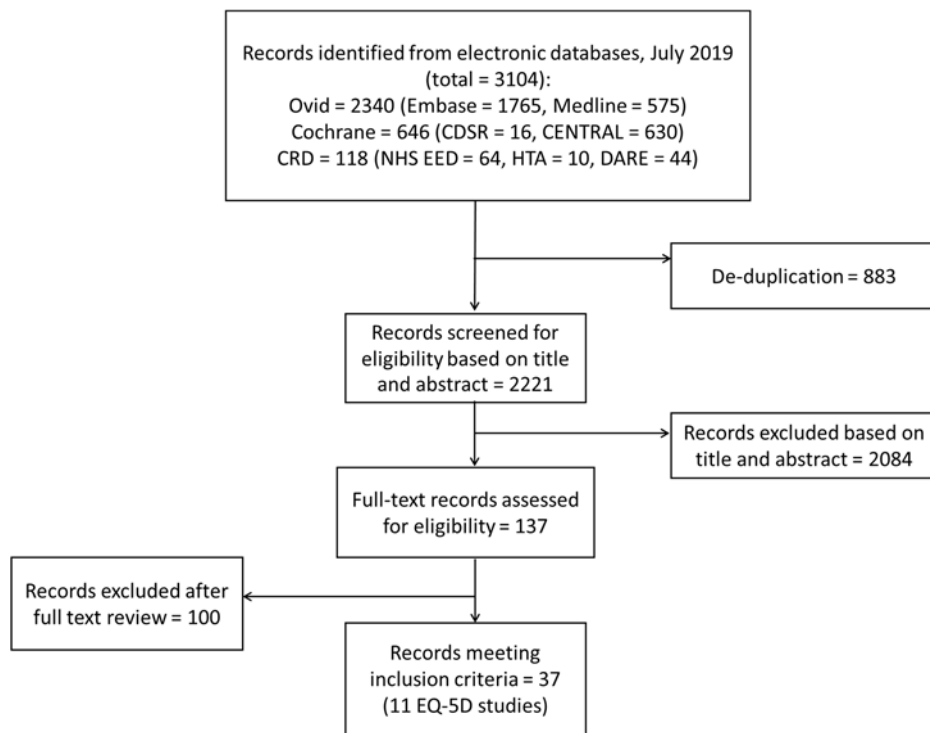 Records identified from electronic databases, July 2019
(total = 3104):
Ovid = 2340 (Embase = 1765, Medline = 575)
Cochrane = 646 (CDSR = 16, CENTRAL = 630)
CRD = 118 (NHS EED = 64, HTA = 10, DARE = 44)
De-duplication = 883
Records screened for
eligibility based on title
and abstract = 2221
Records excluded based on
title and abstract = 2084
Full-text records assessed
for eligibility = 137
Records excluded after
full text review = 100
Records meeting
inclusion criteria = 37
(11 EQ-5D studies)